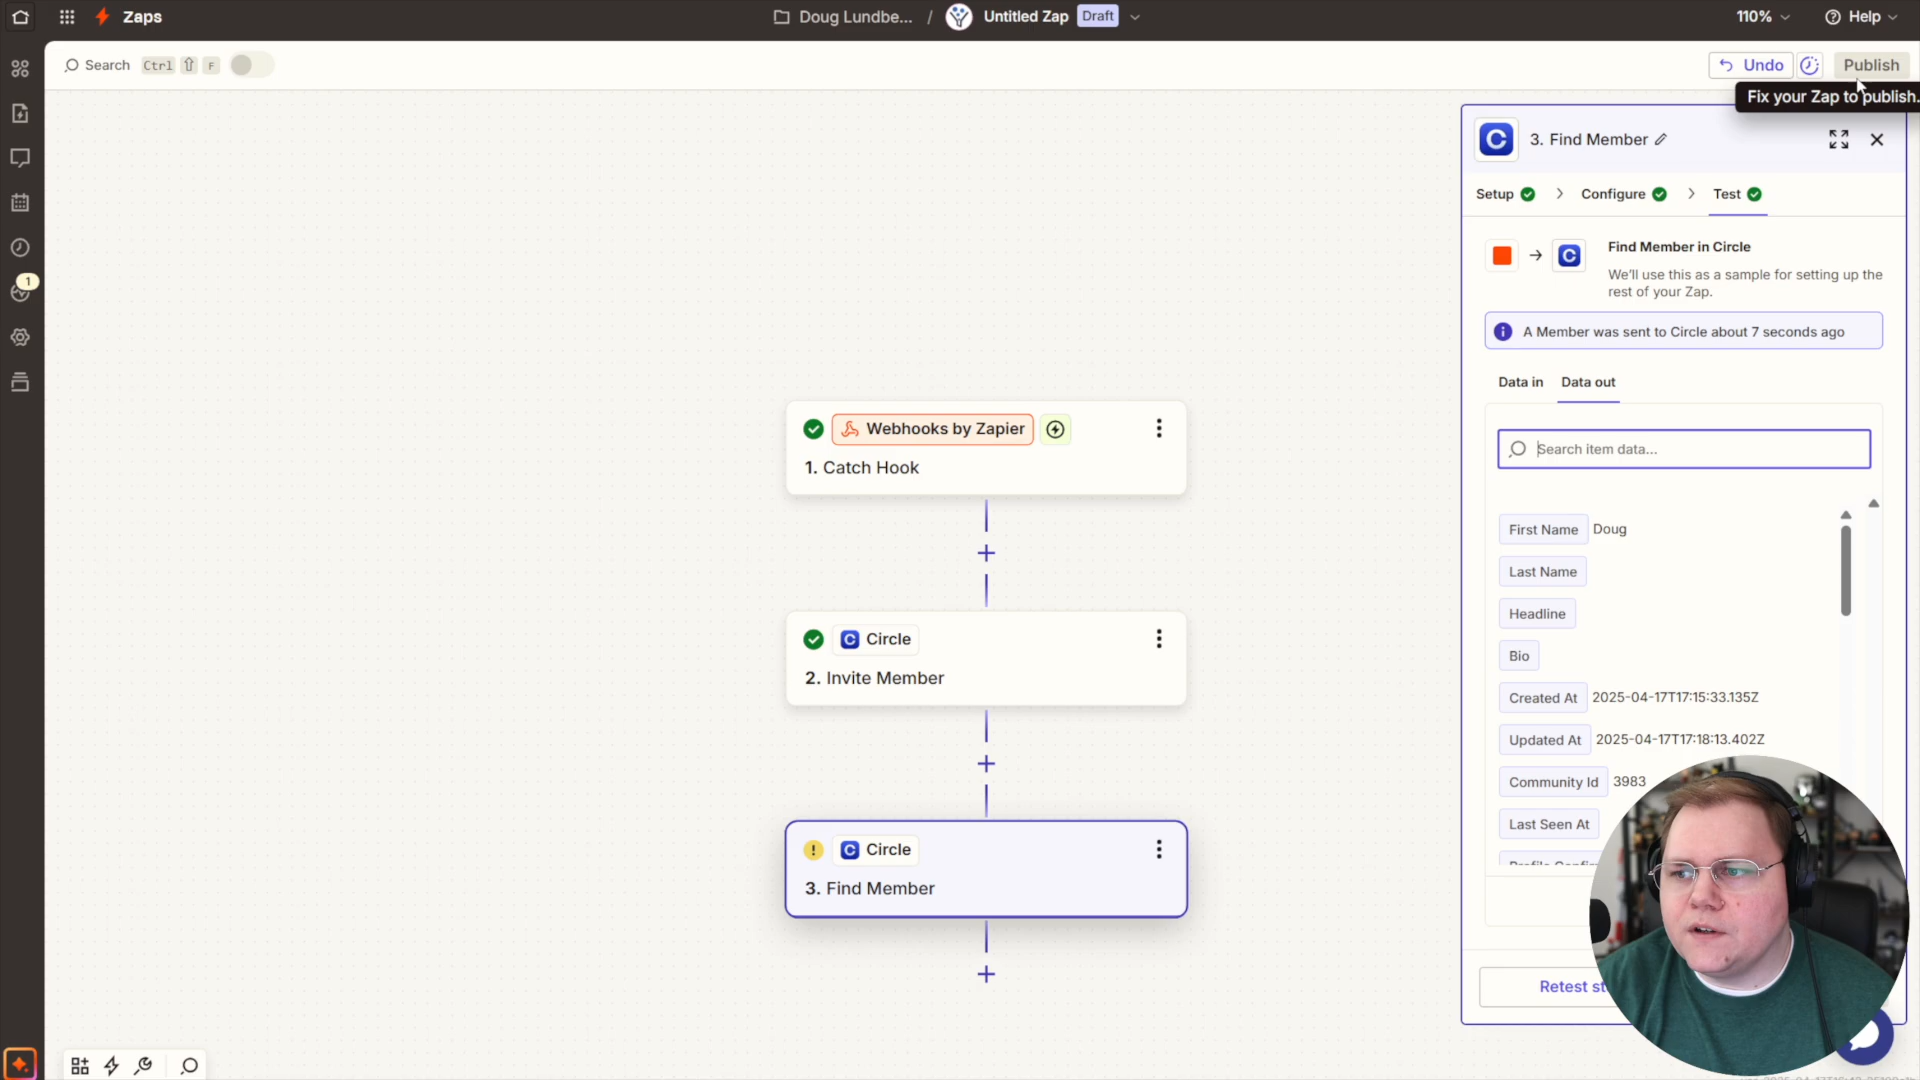 Zaps
Doug Lundbe... / Untitled Zap Draft
110%
Help
Search Ctrl F
Undo
Publish
Fix your Zap to publish.
1
3. Find Member
Setup
Configure
Test
Find Member in Circle
We'll use this as a sample for setting up the
rest of your Zap.
A Member was sent to Circle about 7 seconds ago
Data in
Data out
Search item data...
First Name Doug
Last Name
Headline
Bio
Created At 2025-04-17T17:15:33.135Z
Updated At 2025-04-17T17:18:13.402Z
Community Id 3983
Last Seen At
Retest
Webhooks by Zapier
1. Catch Hook
Circle
2. Invite Member
Circle
3. Find Member